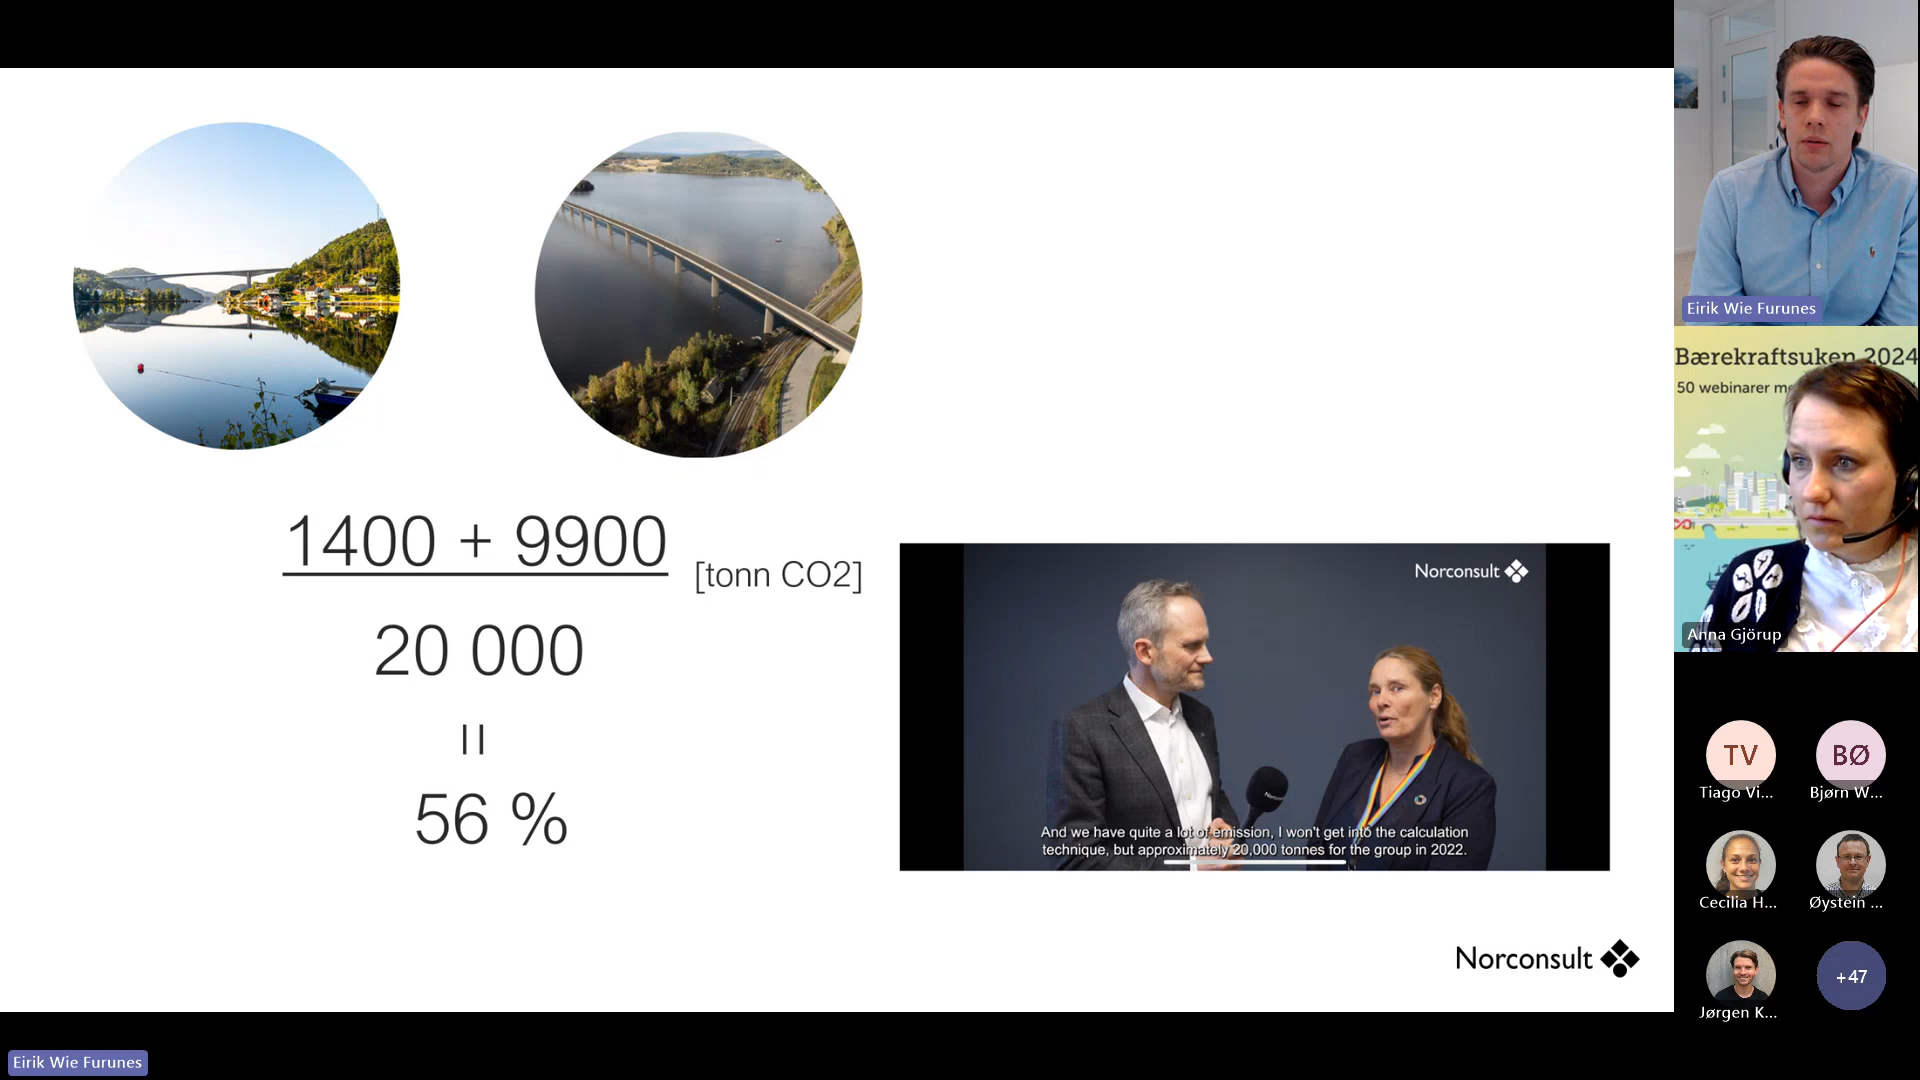 1400 + 9900
[tonn CO2]
20 000
=
56 %
Norconsult
And we have quite a lot of emission, I won't get into the calculation
technique, but approximately 20,000 tonnes for the group in 2022.
Norconsult
Eirik Wie Furunes
Eirik Wie Furunes
Bærekraftsuken 2024
50 webinarer
Anna Gjörup
TV
Tiago Vi...
BØ
Bjørn W...
Cecilia H...
Øystein ...
Jørgen K...
+47